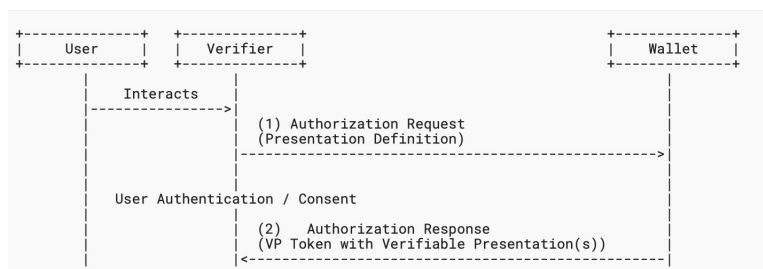 User Verifier Wallet
Interacts
(1) Authorization Request
(Presentation Definition)
User Authentication / Consent
(2) Authorization Response
(VP Token with Verifiable Presentation(s))